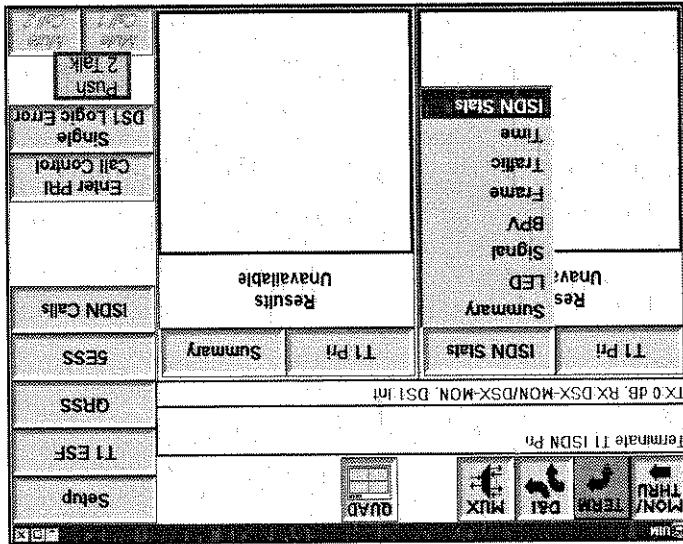 MON/
THRU
TERM
D&I
MUX
QUAD
Setup
Terminate T1 ISDN Pri
T1 ESF
TX:0 dB, RX:DSX-MON/DSX-MON, DS1 :int
QRSS
T1 Pri
ISDN Stats
T1 Pri
Summary
5ESS
Res
Unava
Summary
LED
Signal
BPV
Frame
Traffic
Time
ISDN Stats
Results
Unavailable
ISDN Calls
Enter PRI
Call Control
Single
DS1 Logic Error
Push
2 Talk